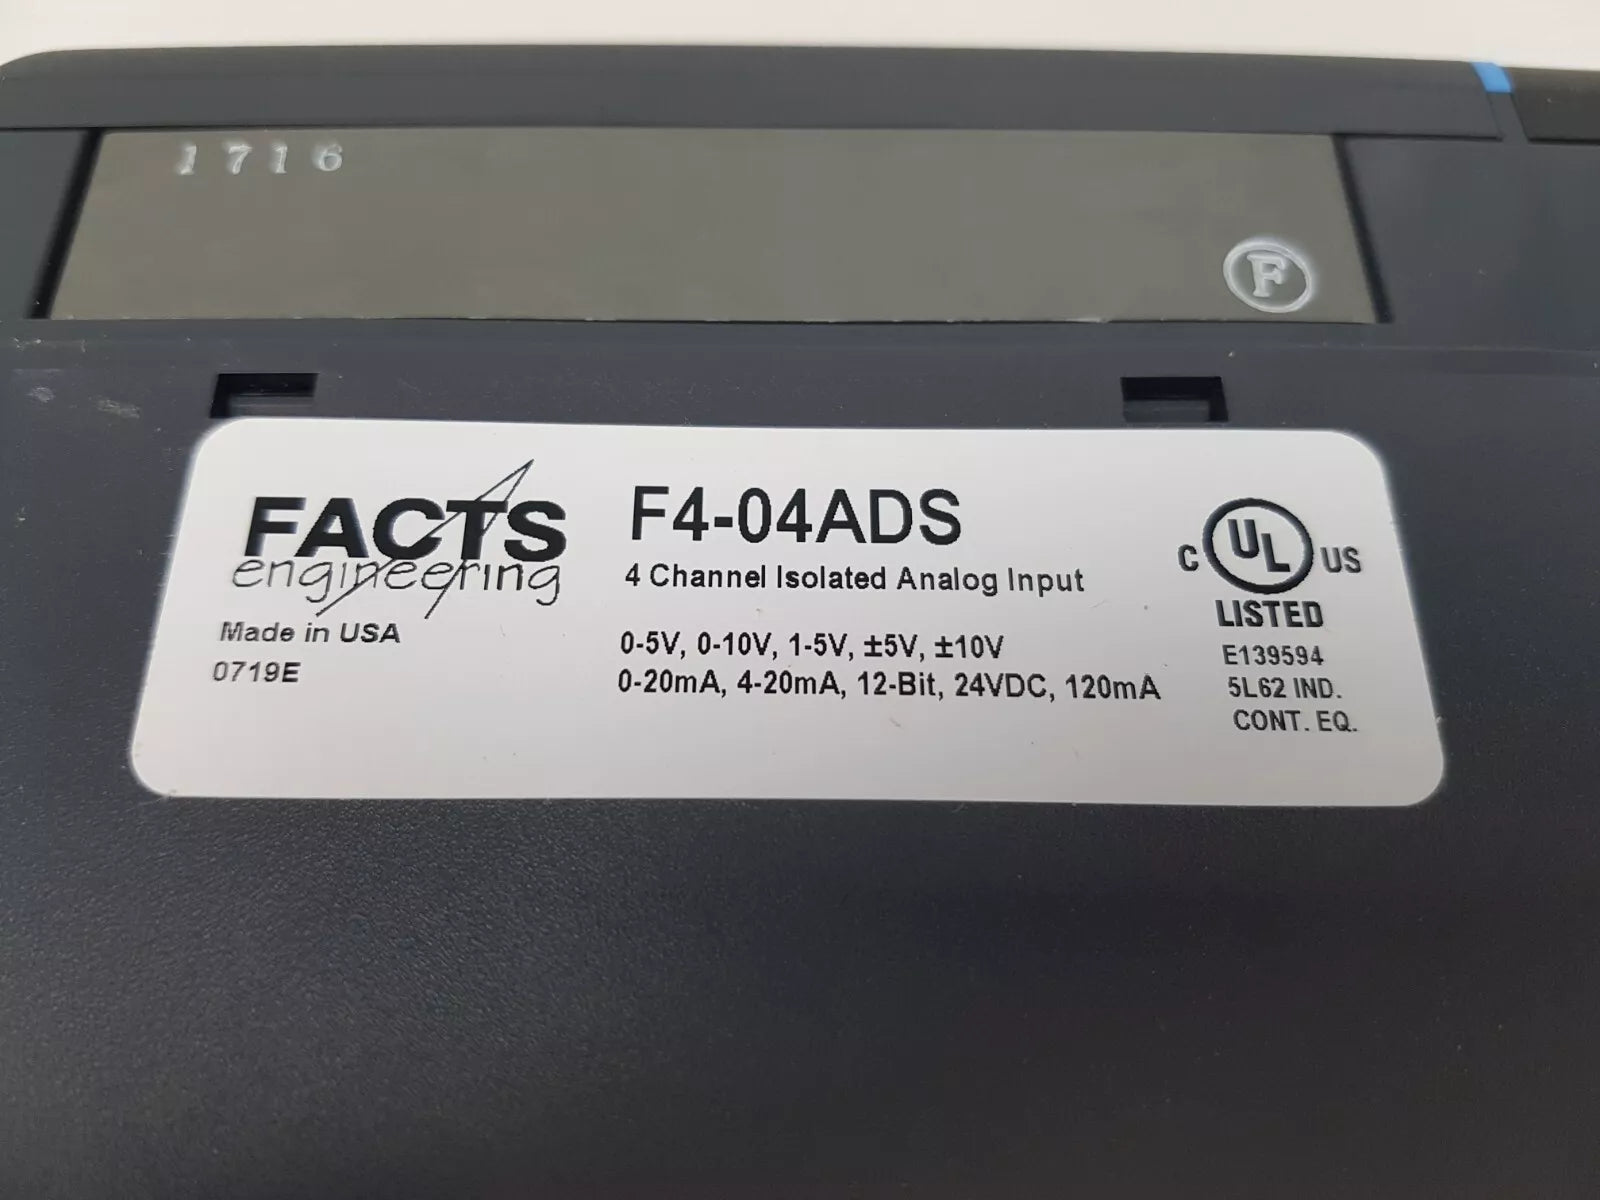 1716
F
FACTS
engineering
Made in USA
0719E
F4-04ADS
4 Channel Isolated Analog Input
0-5V, 0-10V, 1-5V, ±5V, ±10V
0-20mA, 4-20mA, 12-Bit, 24VDC, 120mA
C UL US
LISTED
E139594
5L62 IND.
CONT. EQ.